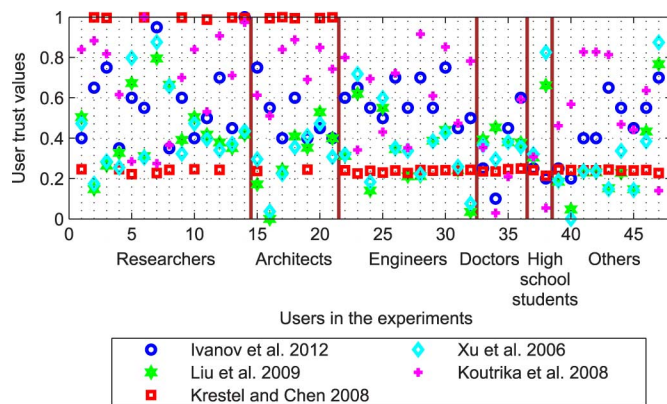 User trust values
1
0.8
0.6
0.4
0.2
0
0 5 10 15 20 25 30 35 40 45
Researchers Architects Engineers Doctors High school students Others
Users in the experiments
Ivanov et al. 2012
Xu et al. 2006
Liu et al. 2009
Koutrika et al. 2008
Krestel and Chen 2008